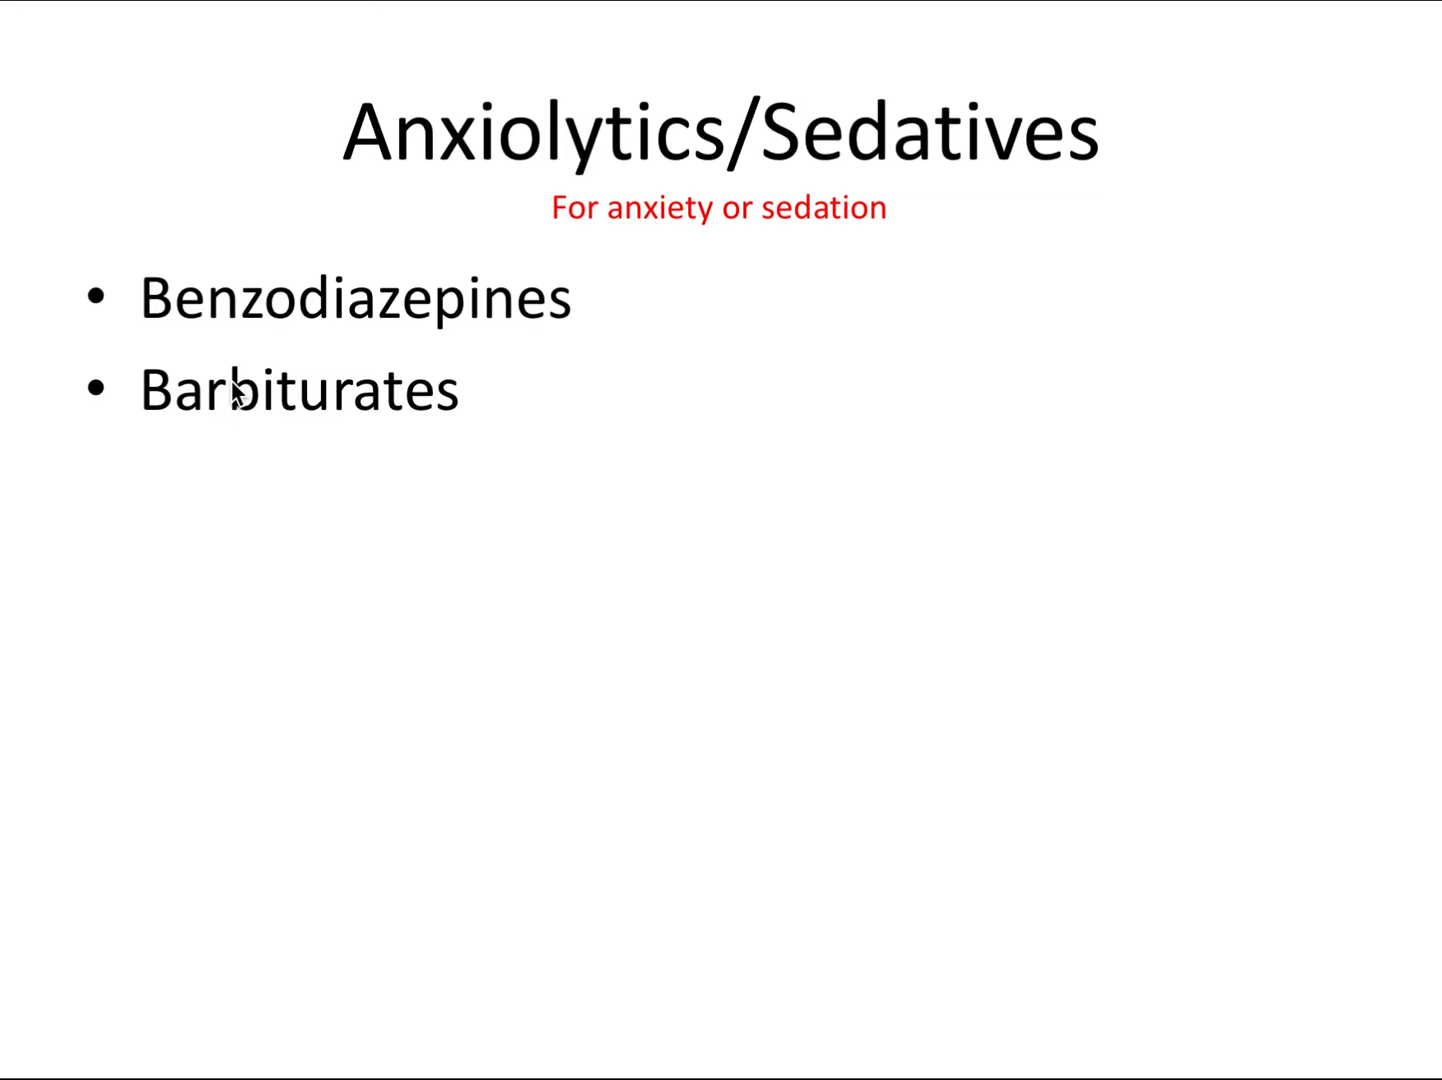 Anxiolytics/Sedatives
For anxiety or sedation
• Benzodiazepines
• Barbiturates